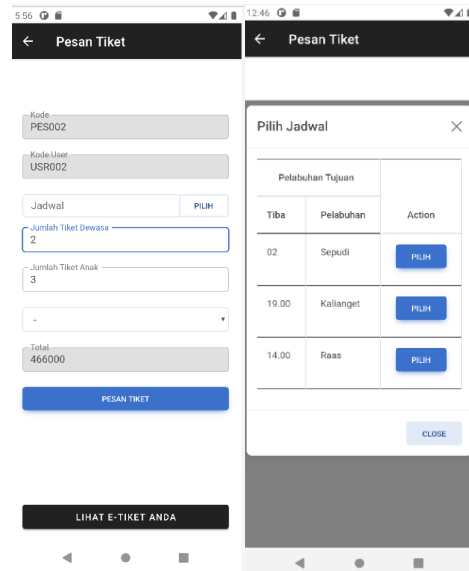 5:56
Pesan Tiket
Kode
PES002
Kode User
USR002
Jadwal PILIH
Jumlah Tiket Dewasa
2
Jumlah Tiket Anak
3
-
Total
466000
PESAN TIKET
LIHAT E-TIKET ANDA
12:46
Pesan Tiket
Pilih Jadwal
Pelabuhan Tujuan
Tiba Pelabuhan Action
02 Sepudi PILIH
19.00 Kalianget PILIH
14.00 Raas PILIH
CLOSE